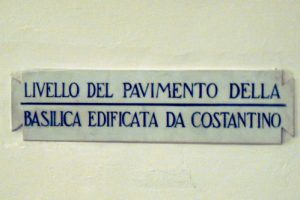 LIVELLO DEL PAVIMENTO DELLA
BASILICA EDIFICATA DA COSTANTINO